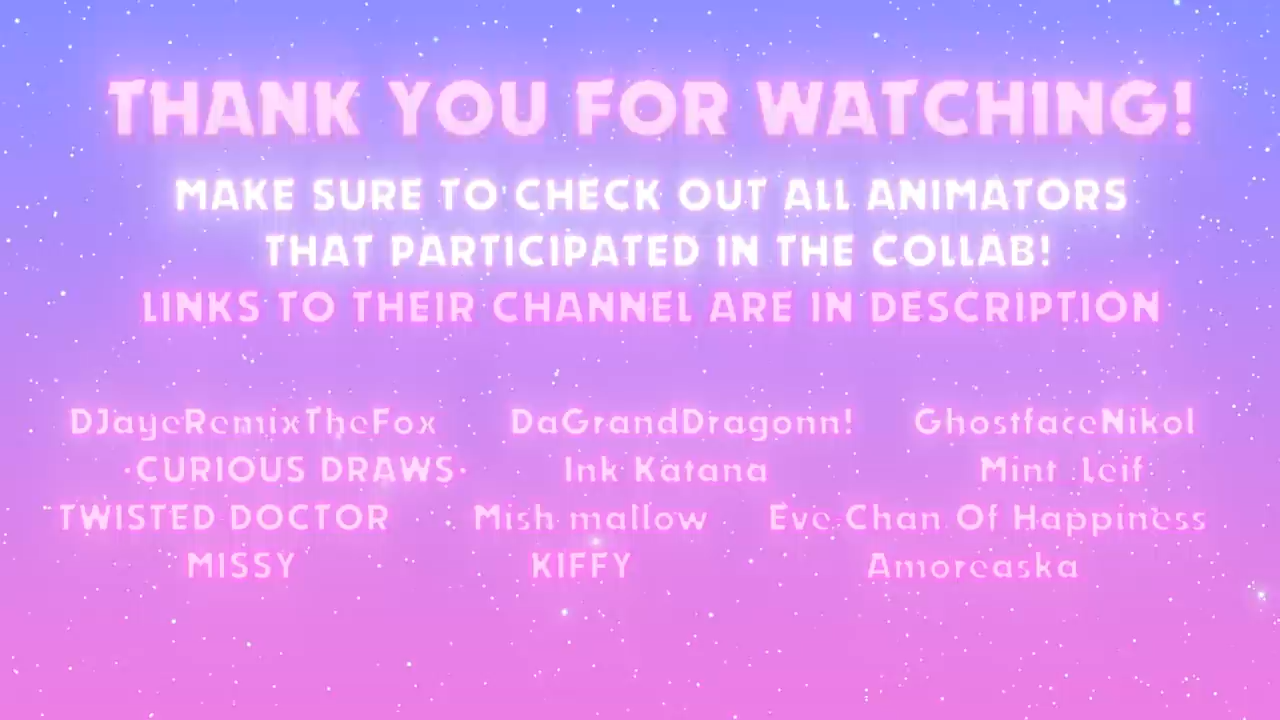 THANK YOU FOR WATCHING!
MAKE SURE TO CHECK OUT ALL ANIMATORS
THAT PARTICIPATED IN THE COLLAB!
LINKS TO THEIR CHANNEL ARE IN DESCRIPTION
DJayeRemixTheFox DaGrandDragonn! GhostfaceNikol
·CURIOUS DRAWS· Ink Katana Mint_Leif
TWISTED DOCTOR Mish mallow Eve-Chan Of Happiness
MISSY KIFFY Amoreaska